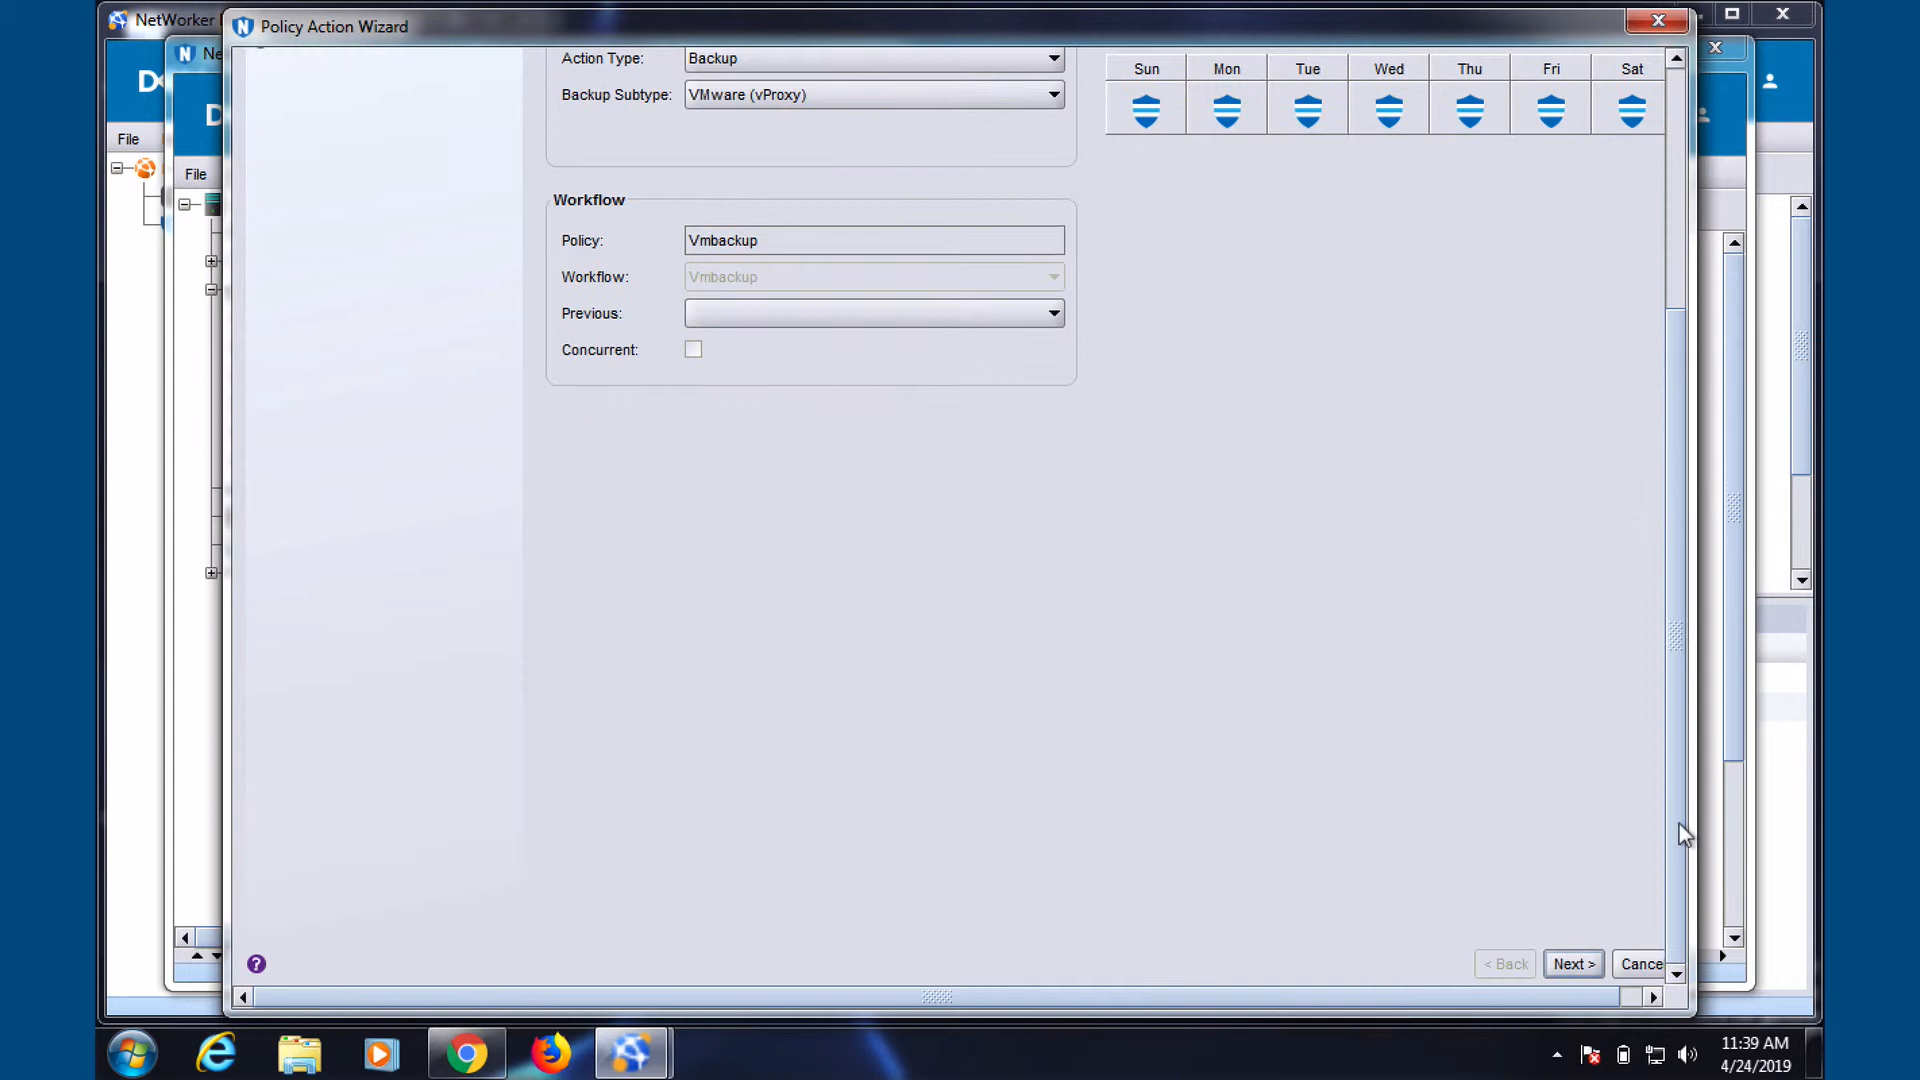 NetWorker
Policy Action Wizard
Ne
D
D
File
File
Action Type: Backup
Backup Subtype: VMware (vProxy)
Sun Mon Tue Wed Thu Fri Sat
Workflow
Policy: Vmbackup
Workflow: Vmbackup
Previous:
Concurrent:
?
< Back Next > Cance
11:39 AM
4/24/2019